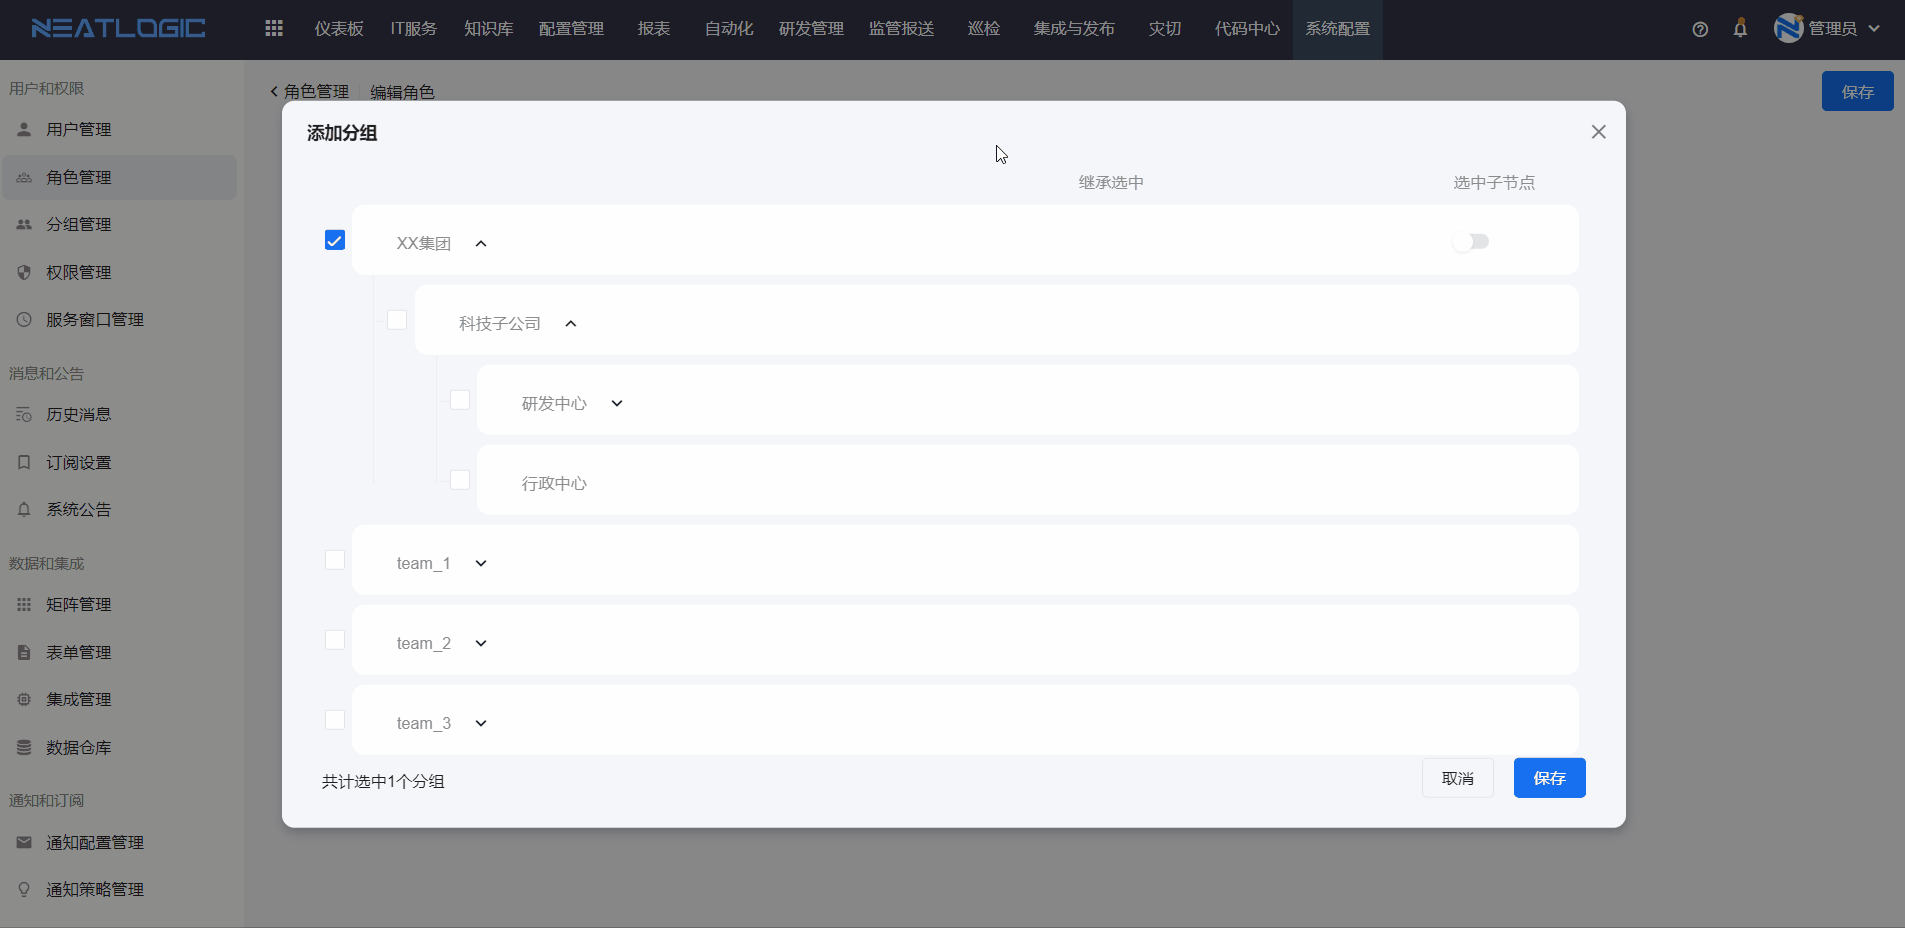 NEATLOGIC 仪表板 IT服务 知识库 配置管理 报表 自动化 研发管理 监管报送 巡检 集成与发布 灾切 代码中心 系统配置 管理员
用户和权限
用户管理
角色管理
分组管理
权限管理
服务窗口管理
消息和公告
历史消息
订阅设置
系统公告
数据和集成
矩阵管理
表单管理
集成管理
数据仓库
通知和订阅
通知配置管理
通知策略管理
角色管理 编辑角色 保存
添加分组
继承选中 选中子节点
XX集团
科技子公司
研发中心
行政中心
team_1
team_2
team_3
共计选中1个分组 取消 保存